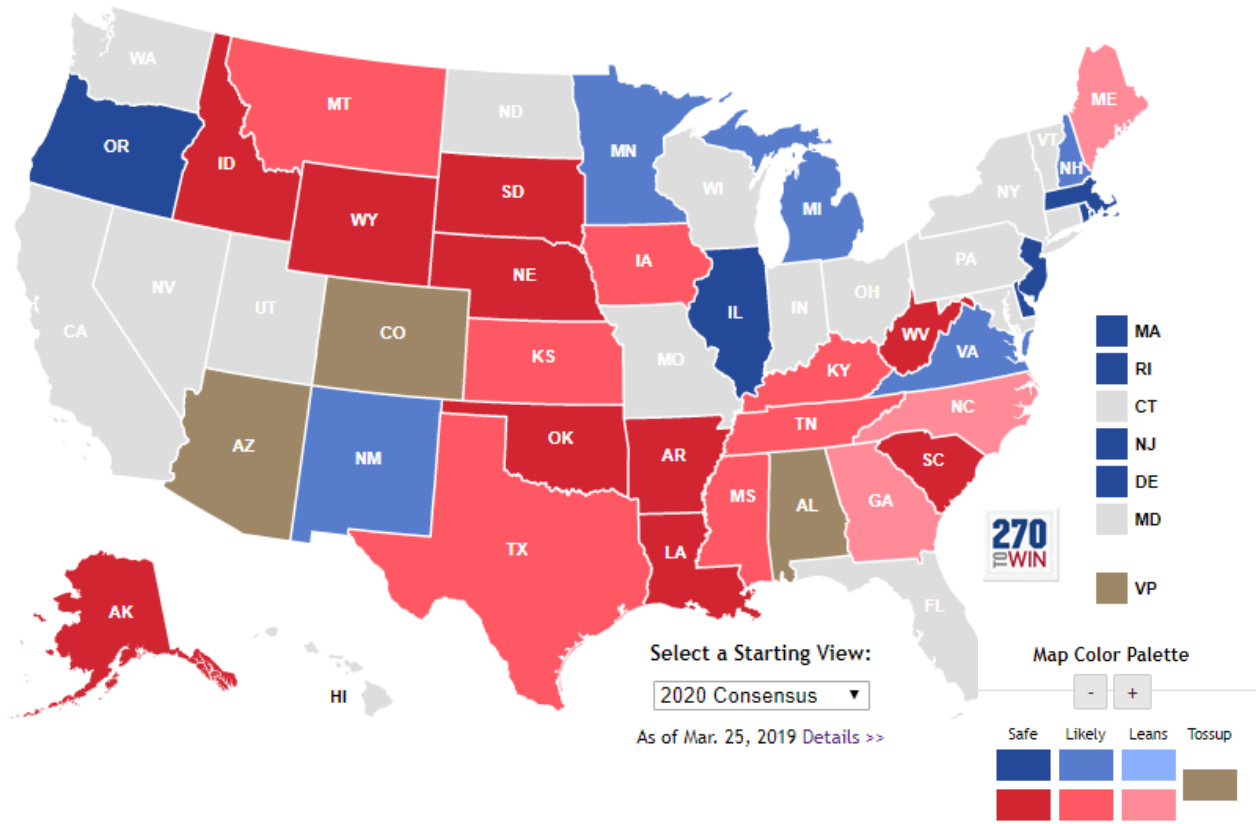 WA
MT
ND
ME
OR
ID
MN
VT
NH
SD
WI
NY
WY
MI
IA
PA
NE
NV
UT
IL
IN
OH
CA
CO
WV
VA
MA
KS
MO
KY
RI
NC
CT
TN
AZ
OK
NJ
NM
AR
SC
DE
MS
AL
GA
MD
270
TO WIN
TX
LA
VP
AK
FL
HI
Select a Starting View:
Map Color Palette
2020 Consensus ▼
- +
As of Mar. 25, 2019 Details >>
Safe Likely Leans Tossup